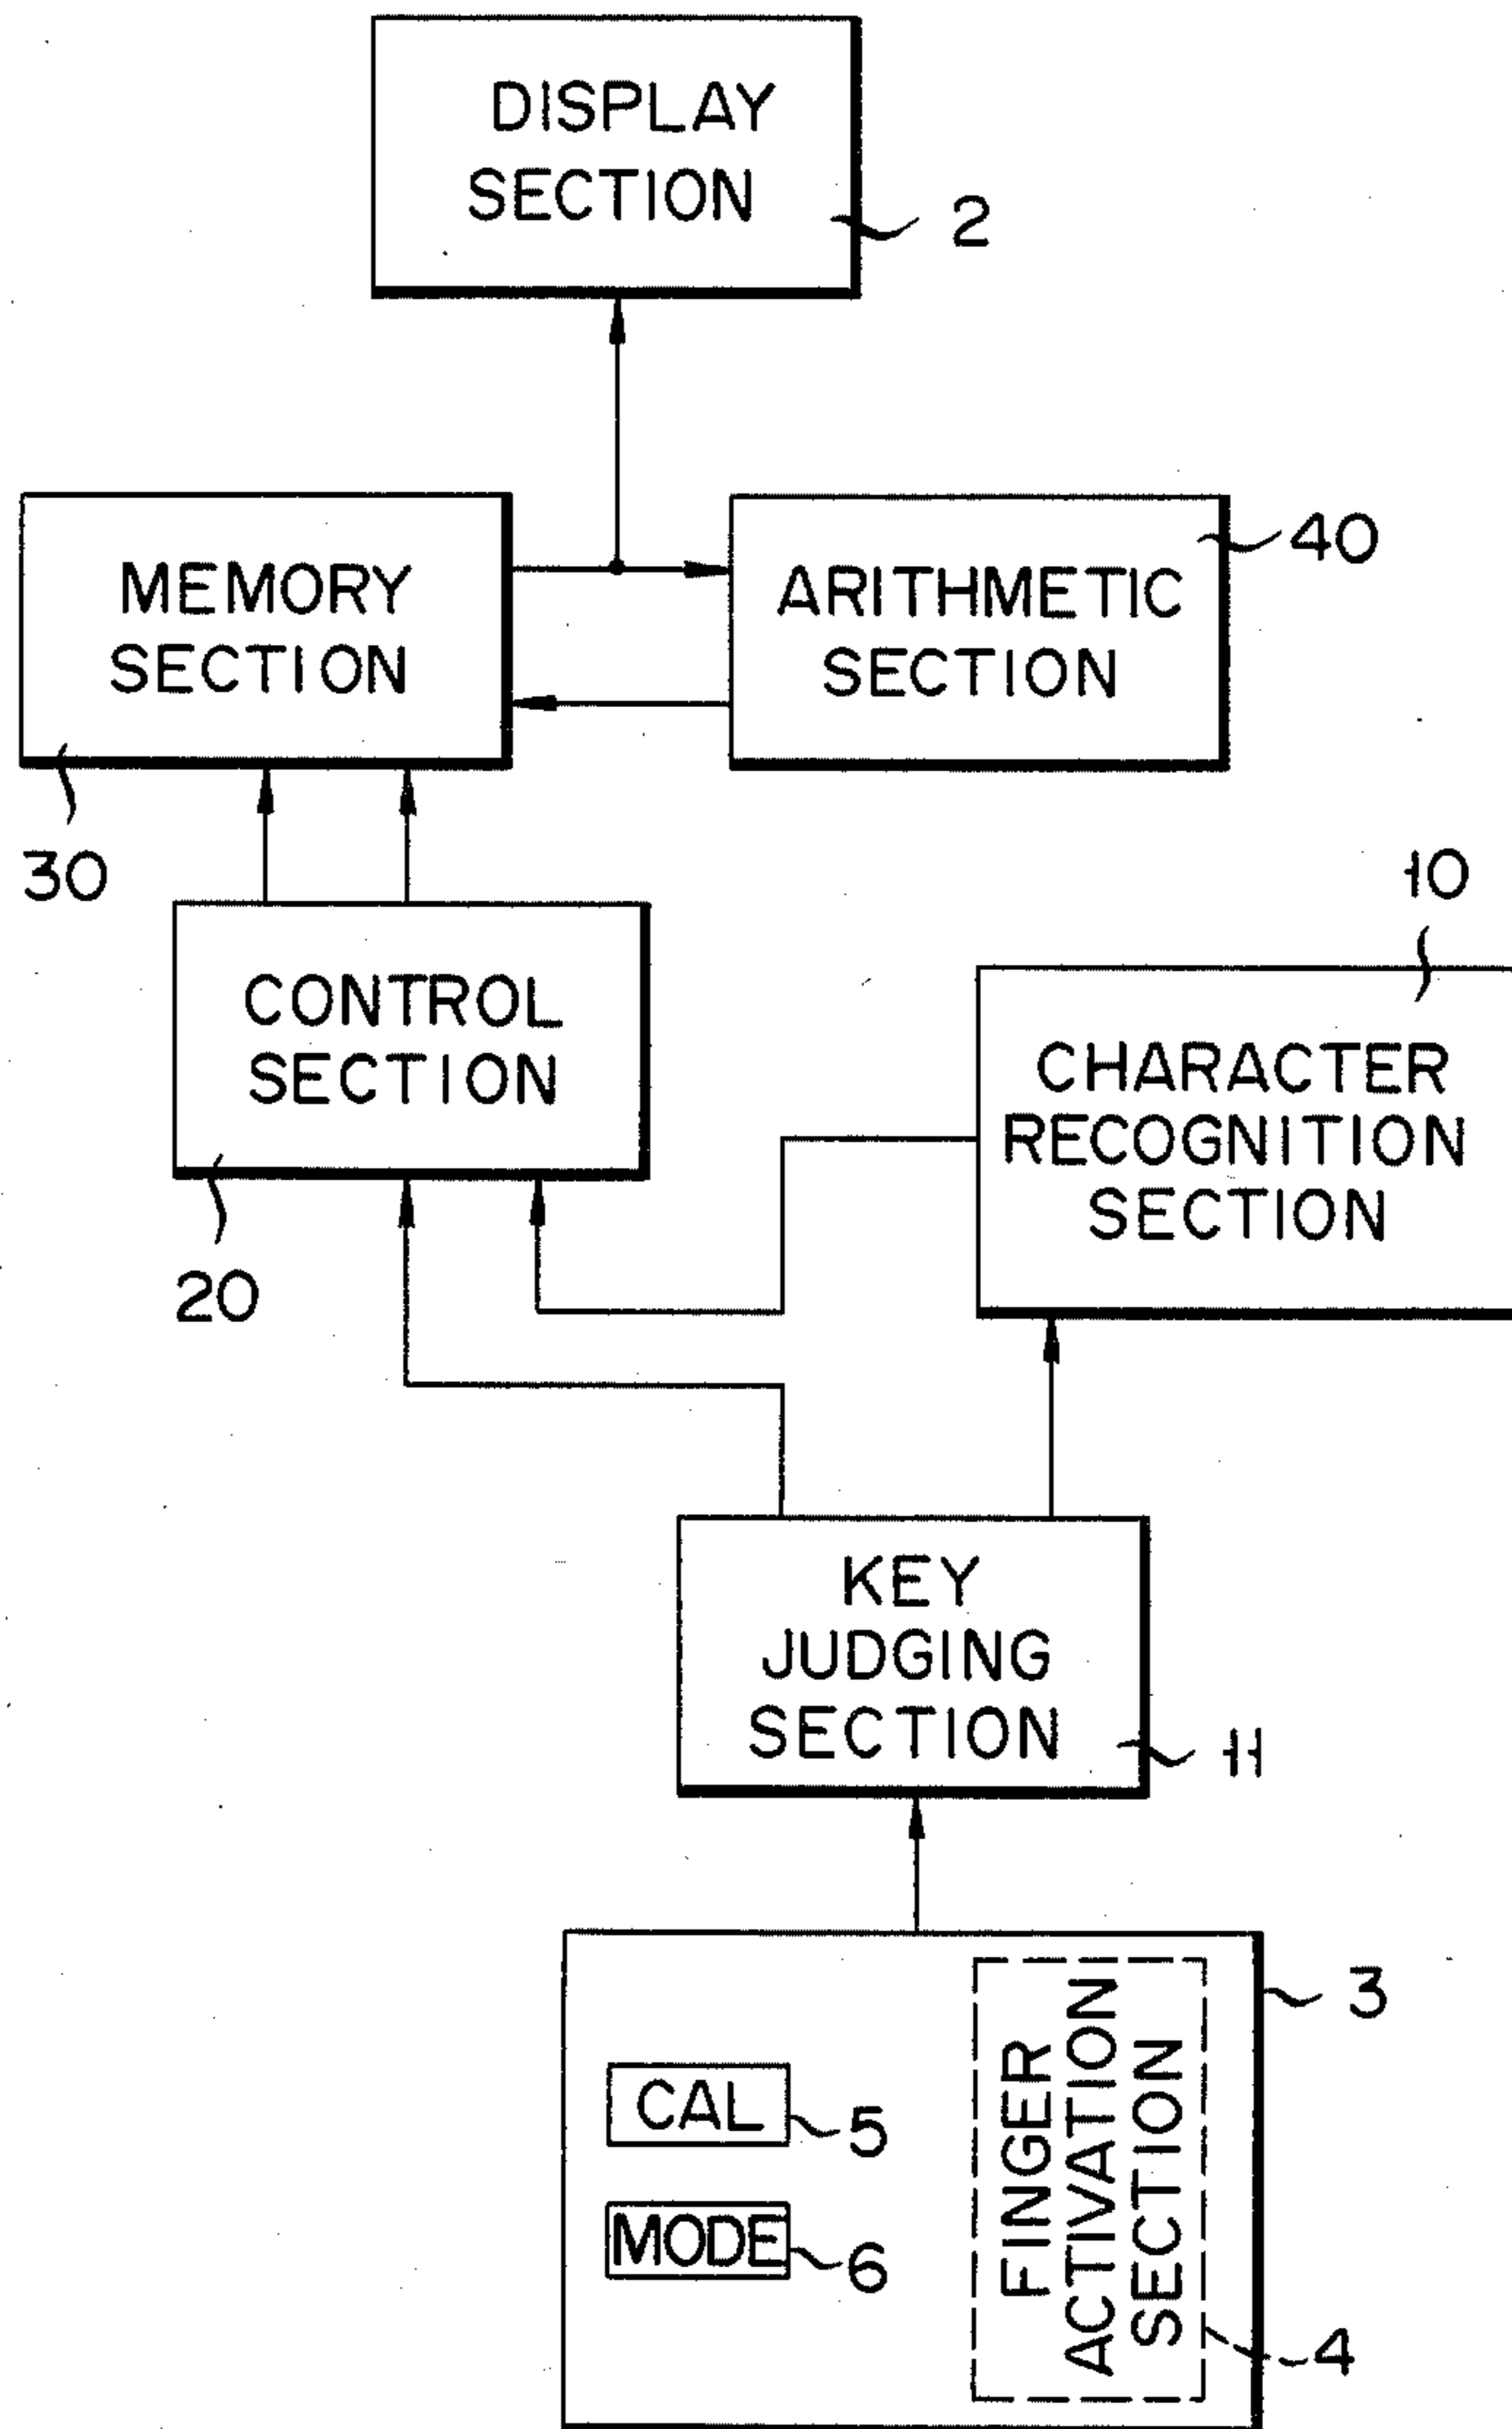 DISPLAY
SECTION
2
MEMORY
SECTION
30
ARITHMETIC
SECTION
40
CONTROL
SECTION
20
10
CHARACTER
RECOGNITION
SECTION
KEY
JUDGING
SECTION
11
3
CAL
5
MODE
6
FINGER
ACTIVATION
SECTION
4